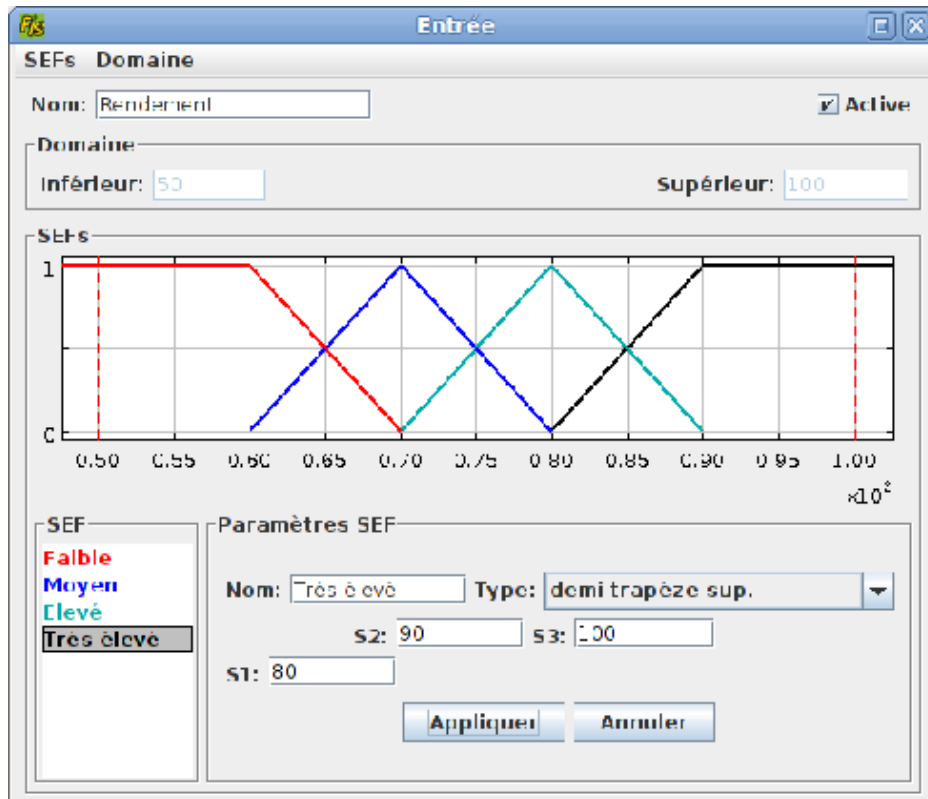 Fis Entrée
SEFs Domaine
Nom: Rendement Active
Domaine
Inférieur: 50 Supérieur: 100
SEFs
1
0
0.50 0.55 0.60 0.65 0.70 0.75 0.80 0.85 0.90 0.95 1.00
×10²
SEF
Faible
Moyen
Elevé
Très élevé
Paramètres SEF
Nom: Très élevé Type: demi trapèze sup.
S2: 90 S3: 100
S1: 80
Appliquer Annuler